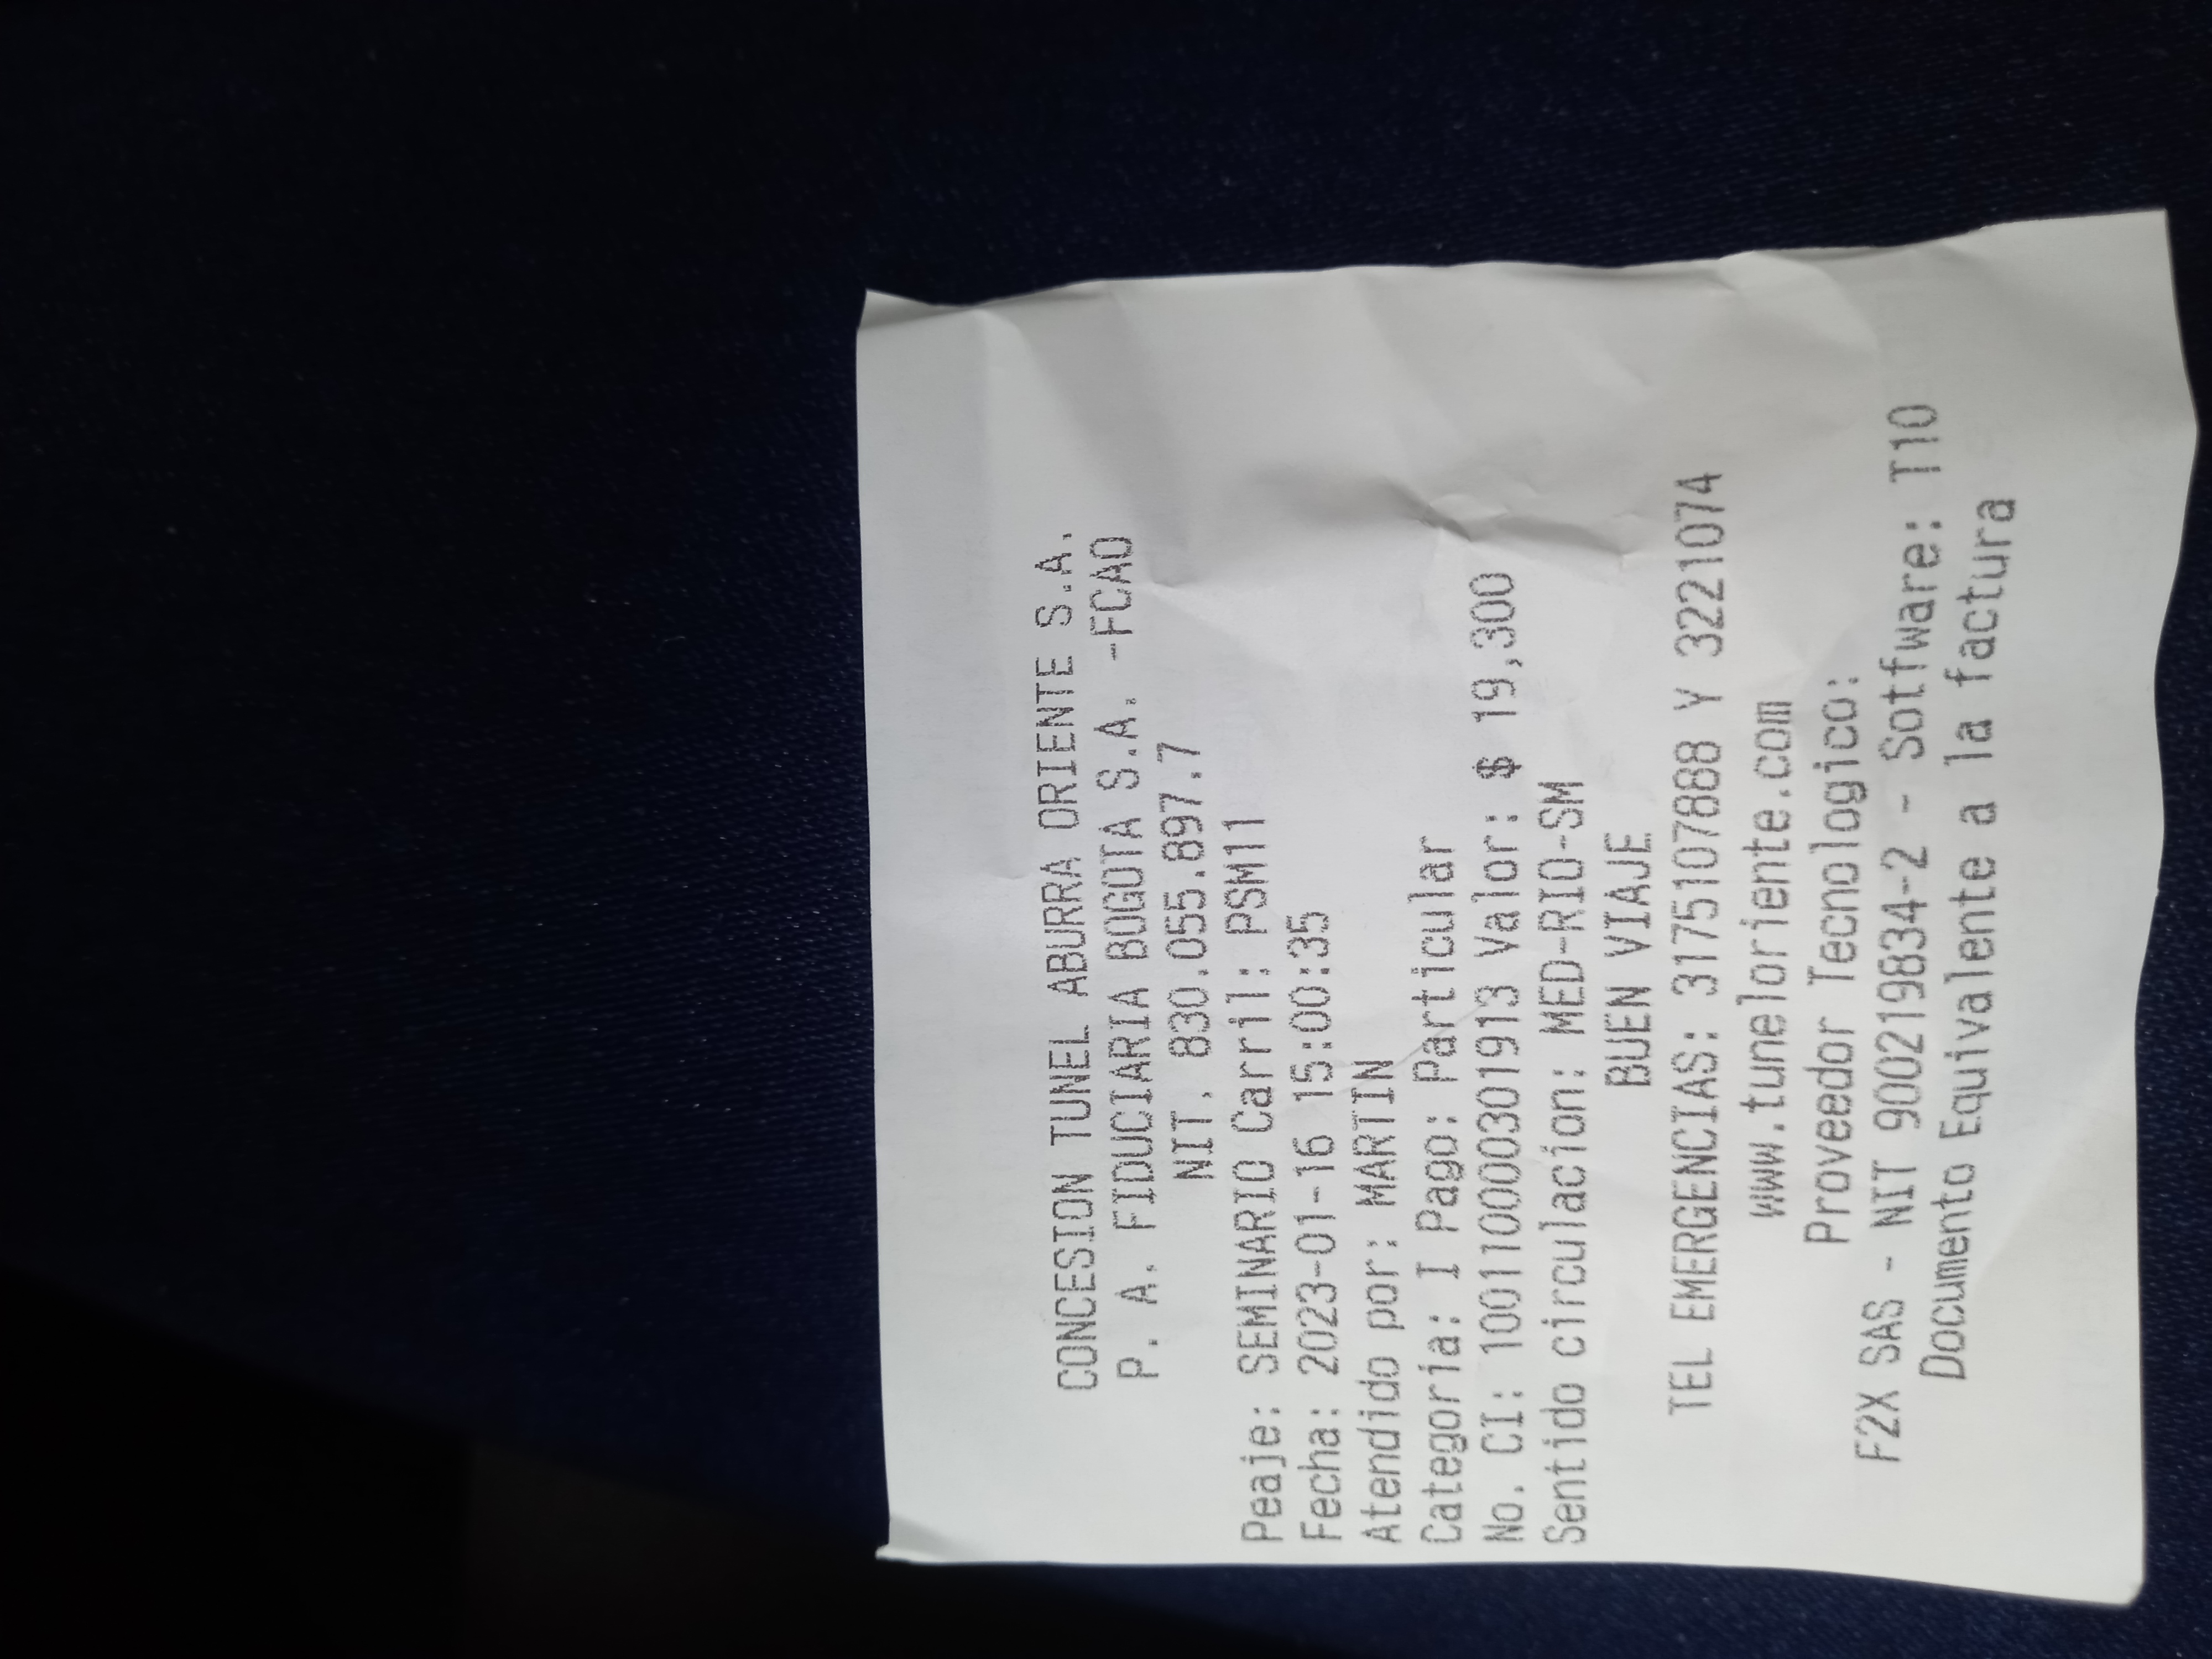 CONCESION TUNEL ABURRA ORIENTE S.A.
P. A. FIDUCIARIA BOGOTA S.A. -FCAO
NIT. 830.055.897.7
Peaje: SEMINARIO Carril: PSM11
Fecha: 2023-01-16 15:00:35
Atendido por: MARTIN
Categoria: I Pago: Particular
No. CI: 100110000301913 Valor: $ 19,300
Sentido circulacion: MED-RIO-SM
BUEN VIAJE
TEL EMERGENCIAS: 3175107888 Y 3221074
www.tuneloriente.com
Proveedor Tecnologico:
F2X SAS - NIT 900219834-2 - Sotfware: T10
Documento Equivalente a la factura